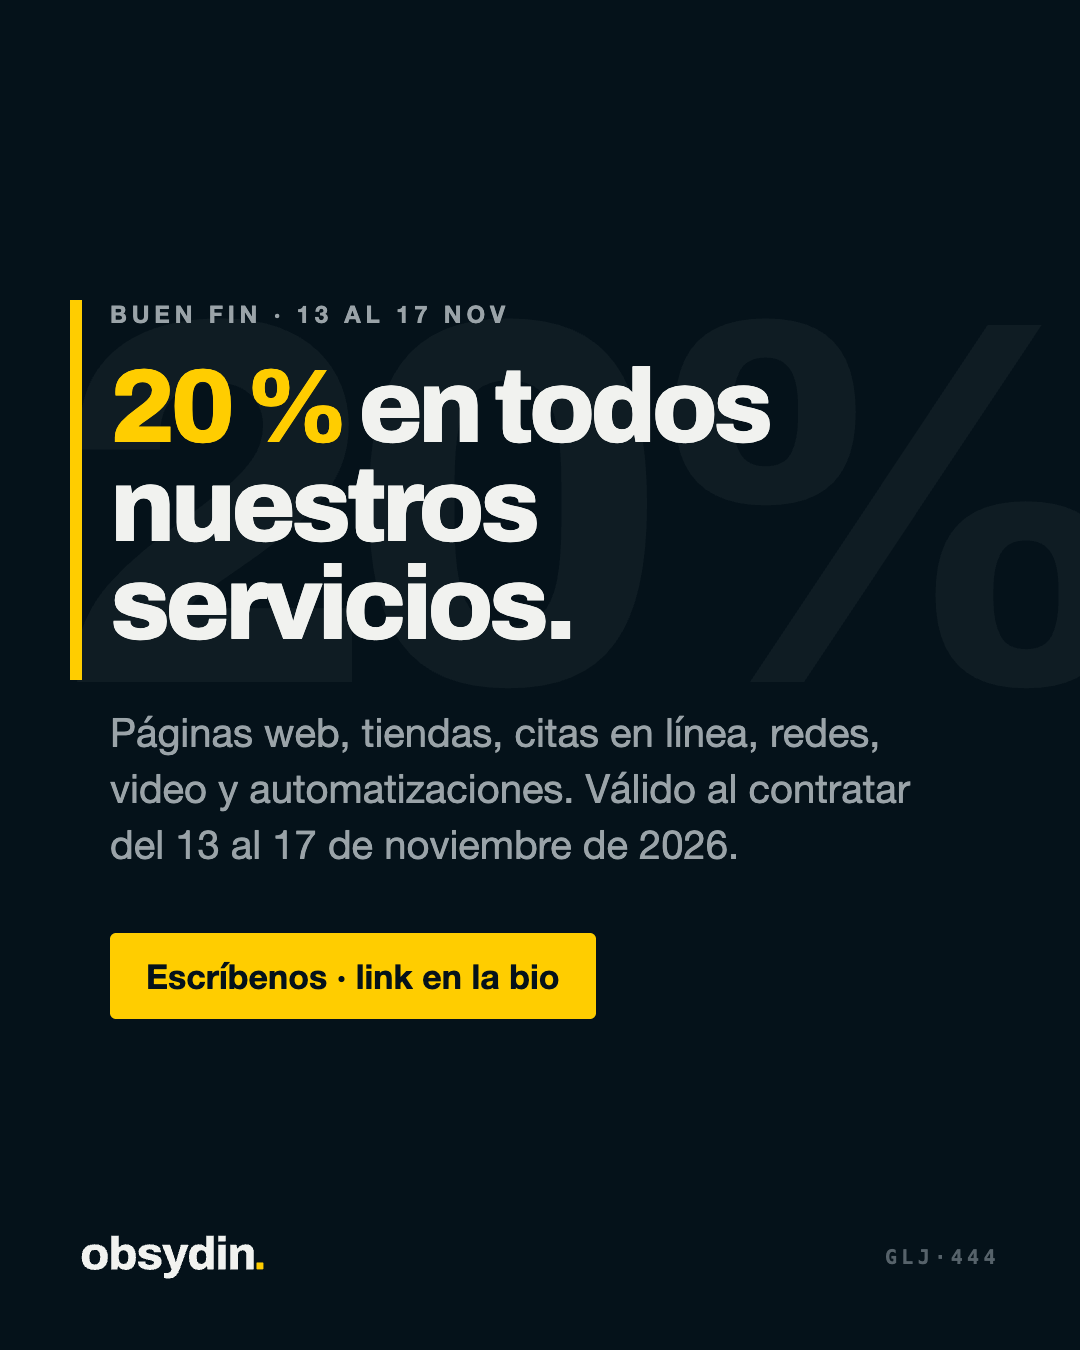 BUEN FIN · 13 AL 17 NOV
20%
20 % en todos
nuestros
servicios.
Páginas web, tiendas, citas en línea, redes,
video y automatizaciones. Válido al contratar
del 13 al 17 de noviembre de 2026.
Escríbenos · link en la bio
obsydin.
GLJ·444